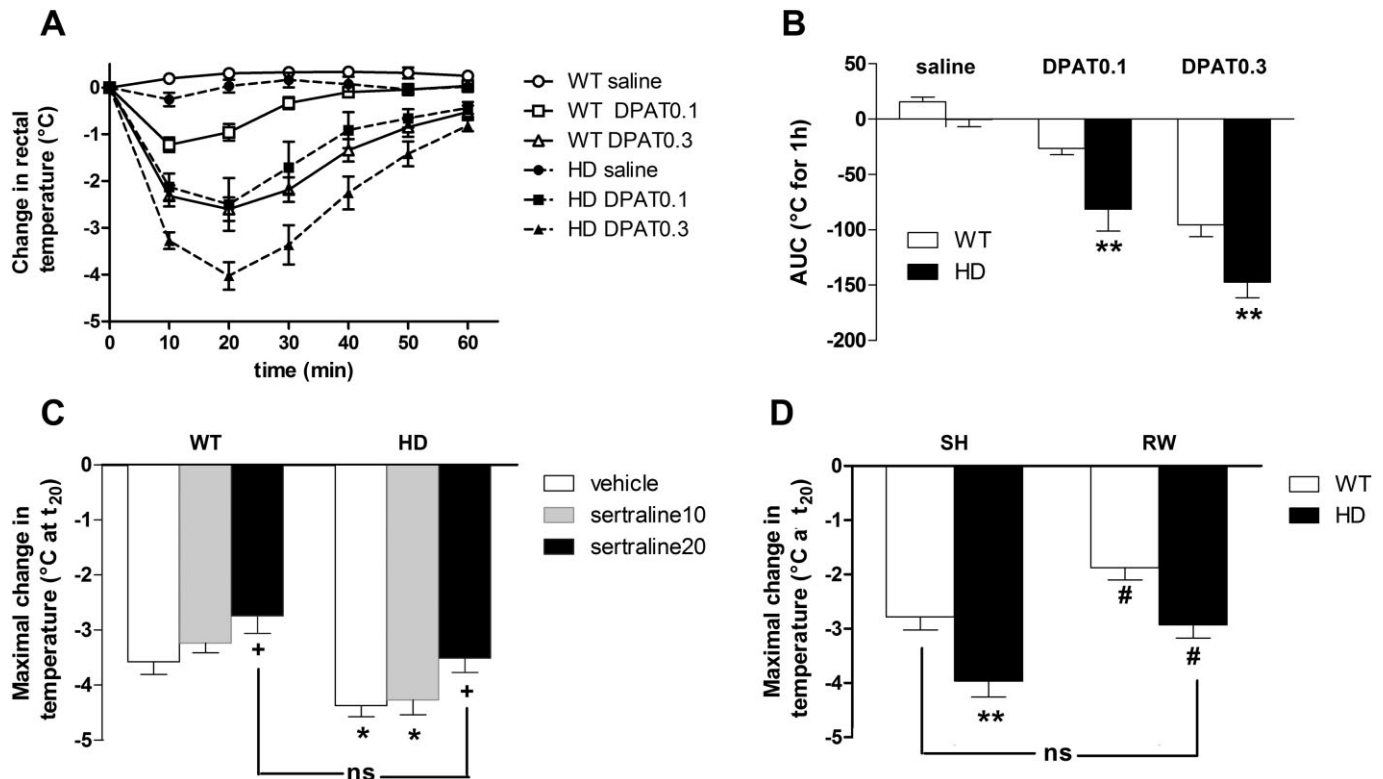 A
Change in rectal
temperature (°C)
0
-1
-2
-3
-4
-5
0 10 20 30 40 50 60
time (min)
WT saline
WT DPAT0.1
WT DPAT0.3
HD saline
HD DPAT0.1
HD DPAT0.3
B
saline DPAT0.1 DPAT0.3
AUC (°C for 1h)
50
0
-50
-100
-150
-200
WT
HD
** **
C
WT HD
Maximal change in
temperature (°C at t20)
0
-1
-2
-3
-4
-5
+ * * +
ns
vehicle
sertraline10
sertraline20
D
SH RW
Maximal change in
temperature (°C a t20)
0
-1
-2
-3
-4
-5
** # #
ns
WT
HD